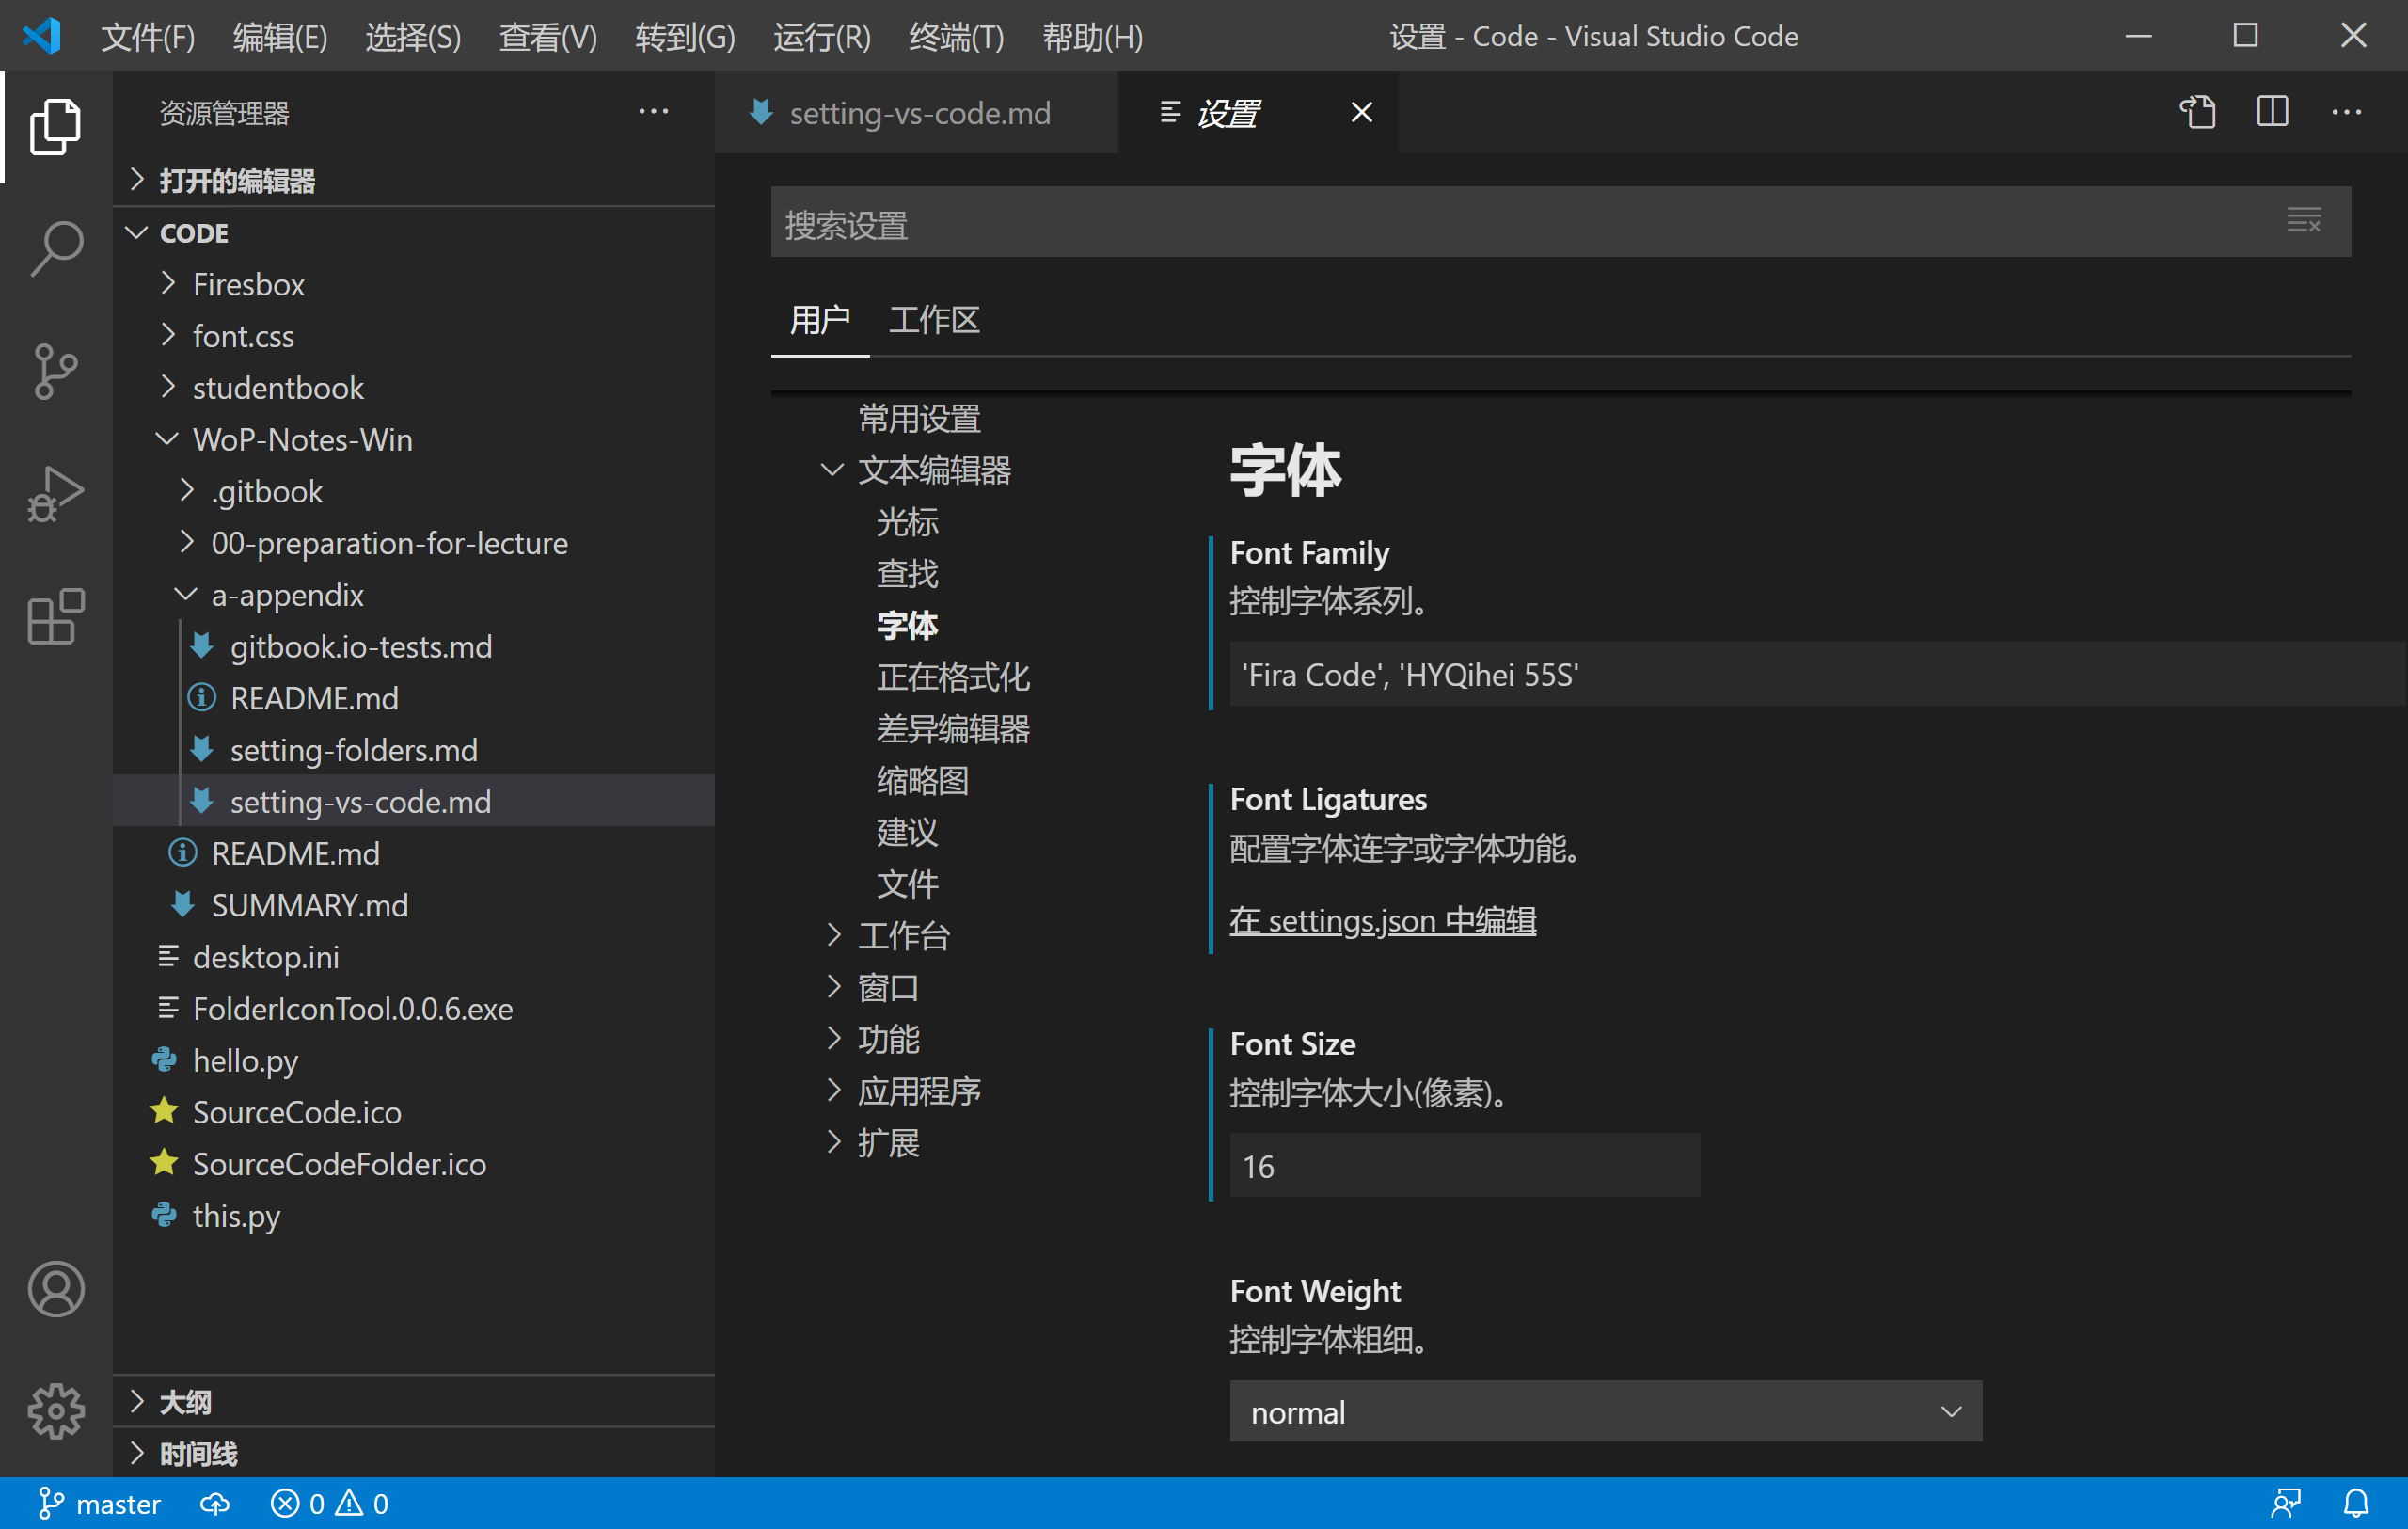 文件(F) 编辑(E) 选择(S) 查看(V) 转到(G) 运行(R) 终端(T) 帮助(H) 设置 - Code - Visual Studio Code
资源管理器
打开的编辑器
CODE
Firesbox
font.css
studentbook
WoP-Notes-Win
.gitbook
00-preparation-for-lecture
a-appendix
gitbook.io-tests.md
README.md
setting-folders.md
setting-vs-code.md
README.md
SUMMARY.md
desktop.ini
FolderIconTool.0.0.6.exe
hello.py
SourceCode.ico
SourceCodeFolder.ico
this.py
大纲
时间线
setting-vs-code.md 设置
搜索设置
用户 工作区
常用设置
文本编辑器
光标
查找
字体
正在格式化
差异编辑器
缩略图
建议
文件
工作台
窗口
功能
应用程序
扩展
字体
Font Family
控制字体系列。
'Fira Code', 'HYQihei 55S'
Font Ligatures
配置字体连字或字体功能。
在 settings.json 中编辑
Font Size
控制字体大小(像素)。
16
Font Weight
控制字体粗细。
normal
master 0 0